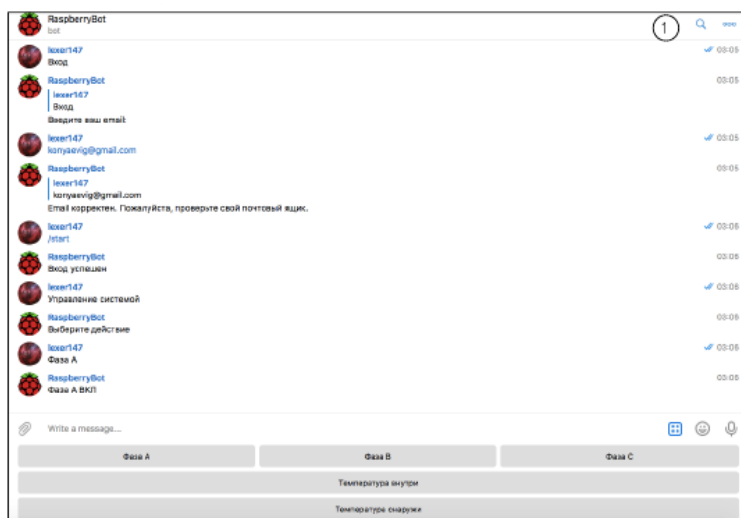 RaspberryBot
bot
1
lexer147
03:05
Вход
RaspberryBot
03:05
lexer147
Вход
Введите ваш email:
lexer147
03:05
konyaevig@gmail.com
RaspberryBot
03:05
lexer147
konyaevig@gmail.com
Email корректен. Пожалуйста, проверьте свой почтовый ящик.
lexer147
03:06
/start
RaspberryBot
03:06
Вход успешен
lexer147
03:06
Управление системой
RaspberryBot
03:06
Выберите действие
lexer147
03:06
Фаза А
RaspberryBot
03:06
Фаза А ВКЛ
Write a message...
Фаза А
Фаза В
Фаза С
Температура внутри
Температура снаружи